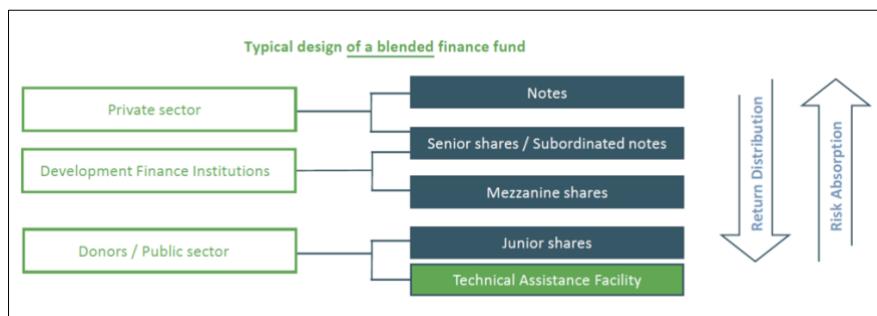 Typical design of a blended finance fund
Private sector
Notes
Senior shares / Subordinated notes
Development Finance Institutions
Mezzanine shares
Donors / Public sector
Junior shares
Technical Assistance Facility
Return Distribution
Risk Absorption